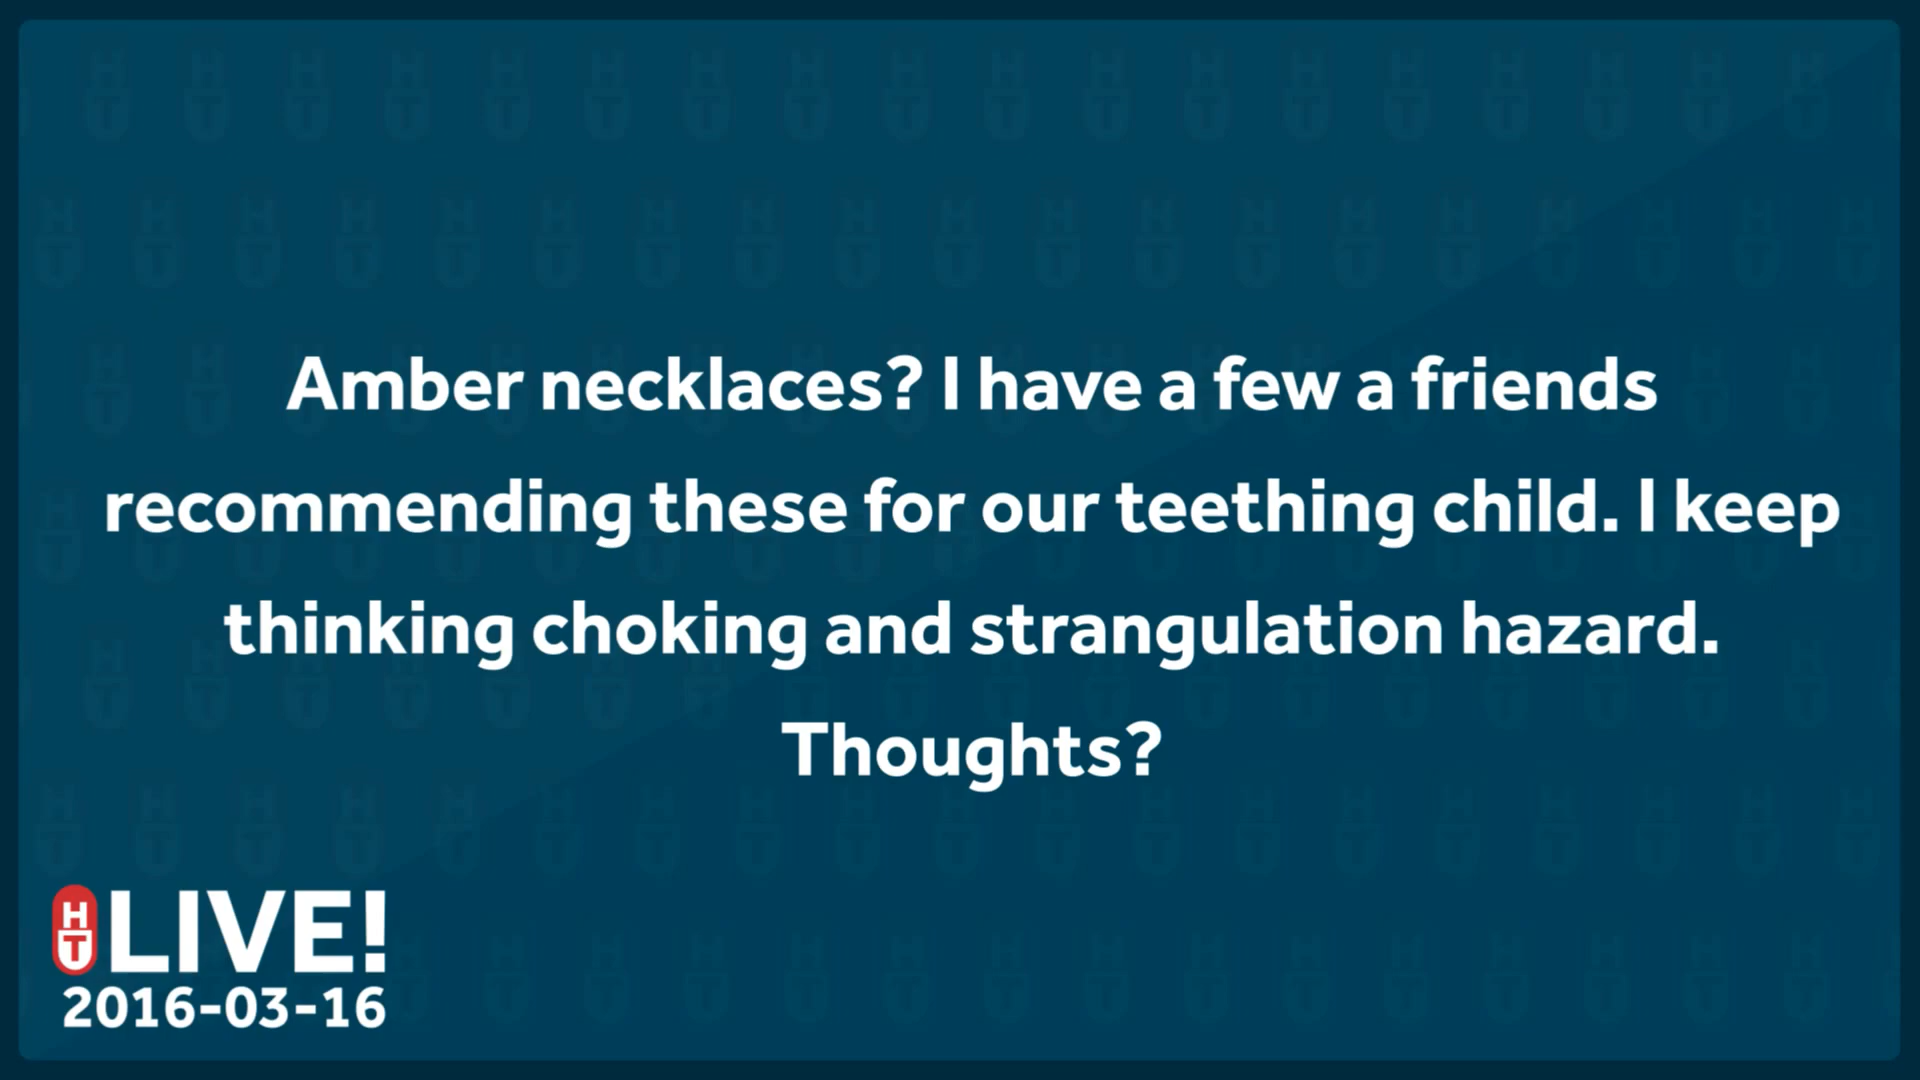 Amber necklaces? I have a few a friends
recommending these for our teething child. I keep
thinking choking and strangulation hazard.
Thoughts?
HT LIVE!
2016-03-16